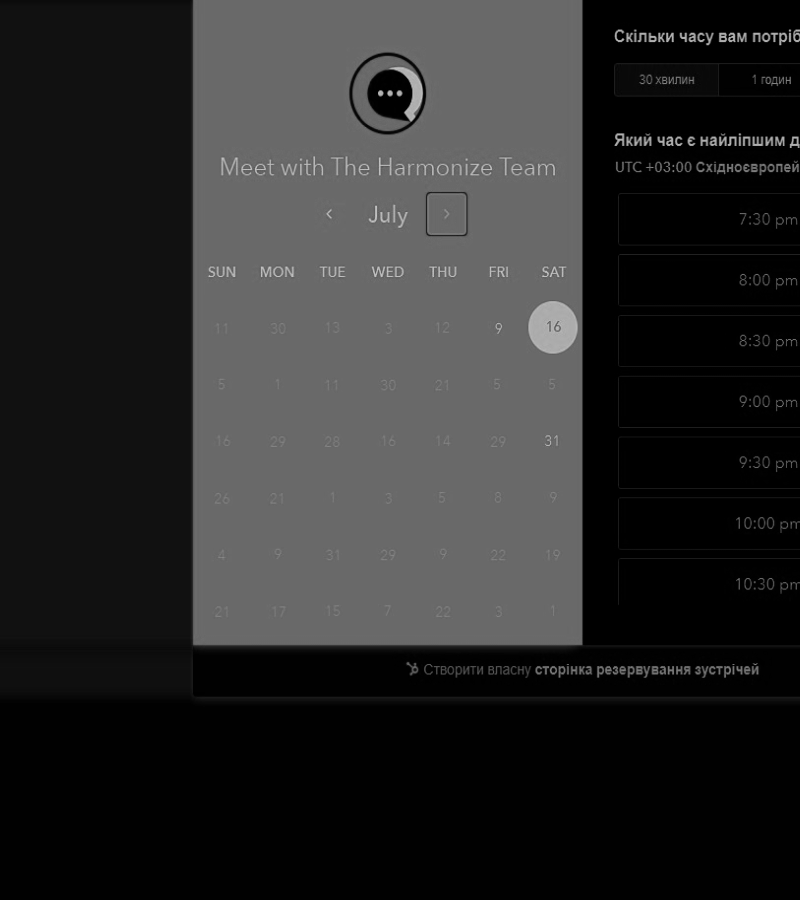 Meet with The Harmonize Team
July
SUN MON TUE WED THU FRI SAT
11 30 13 3 12 9 16
5 1 11 30 21 5 5
16 29 28 16 14 29 31
26 21 1 3 5 8 9
4 9 31 29 9 22 19
21 17 15 7 22 3 1
Скільки часу вам
30 хвилин 1 годин
Який час є найліпшим
UTC +03:00
7:30 pm
8:00 pm
8:30 pm
9:00 pm
9:30 pm
10:00 pm
10:30 pm
Створити власну сторінка резервування зустрічей